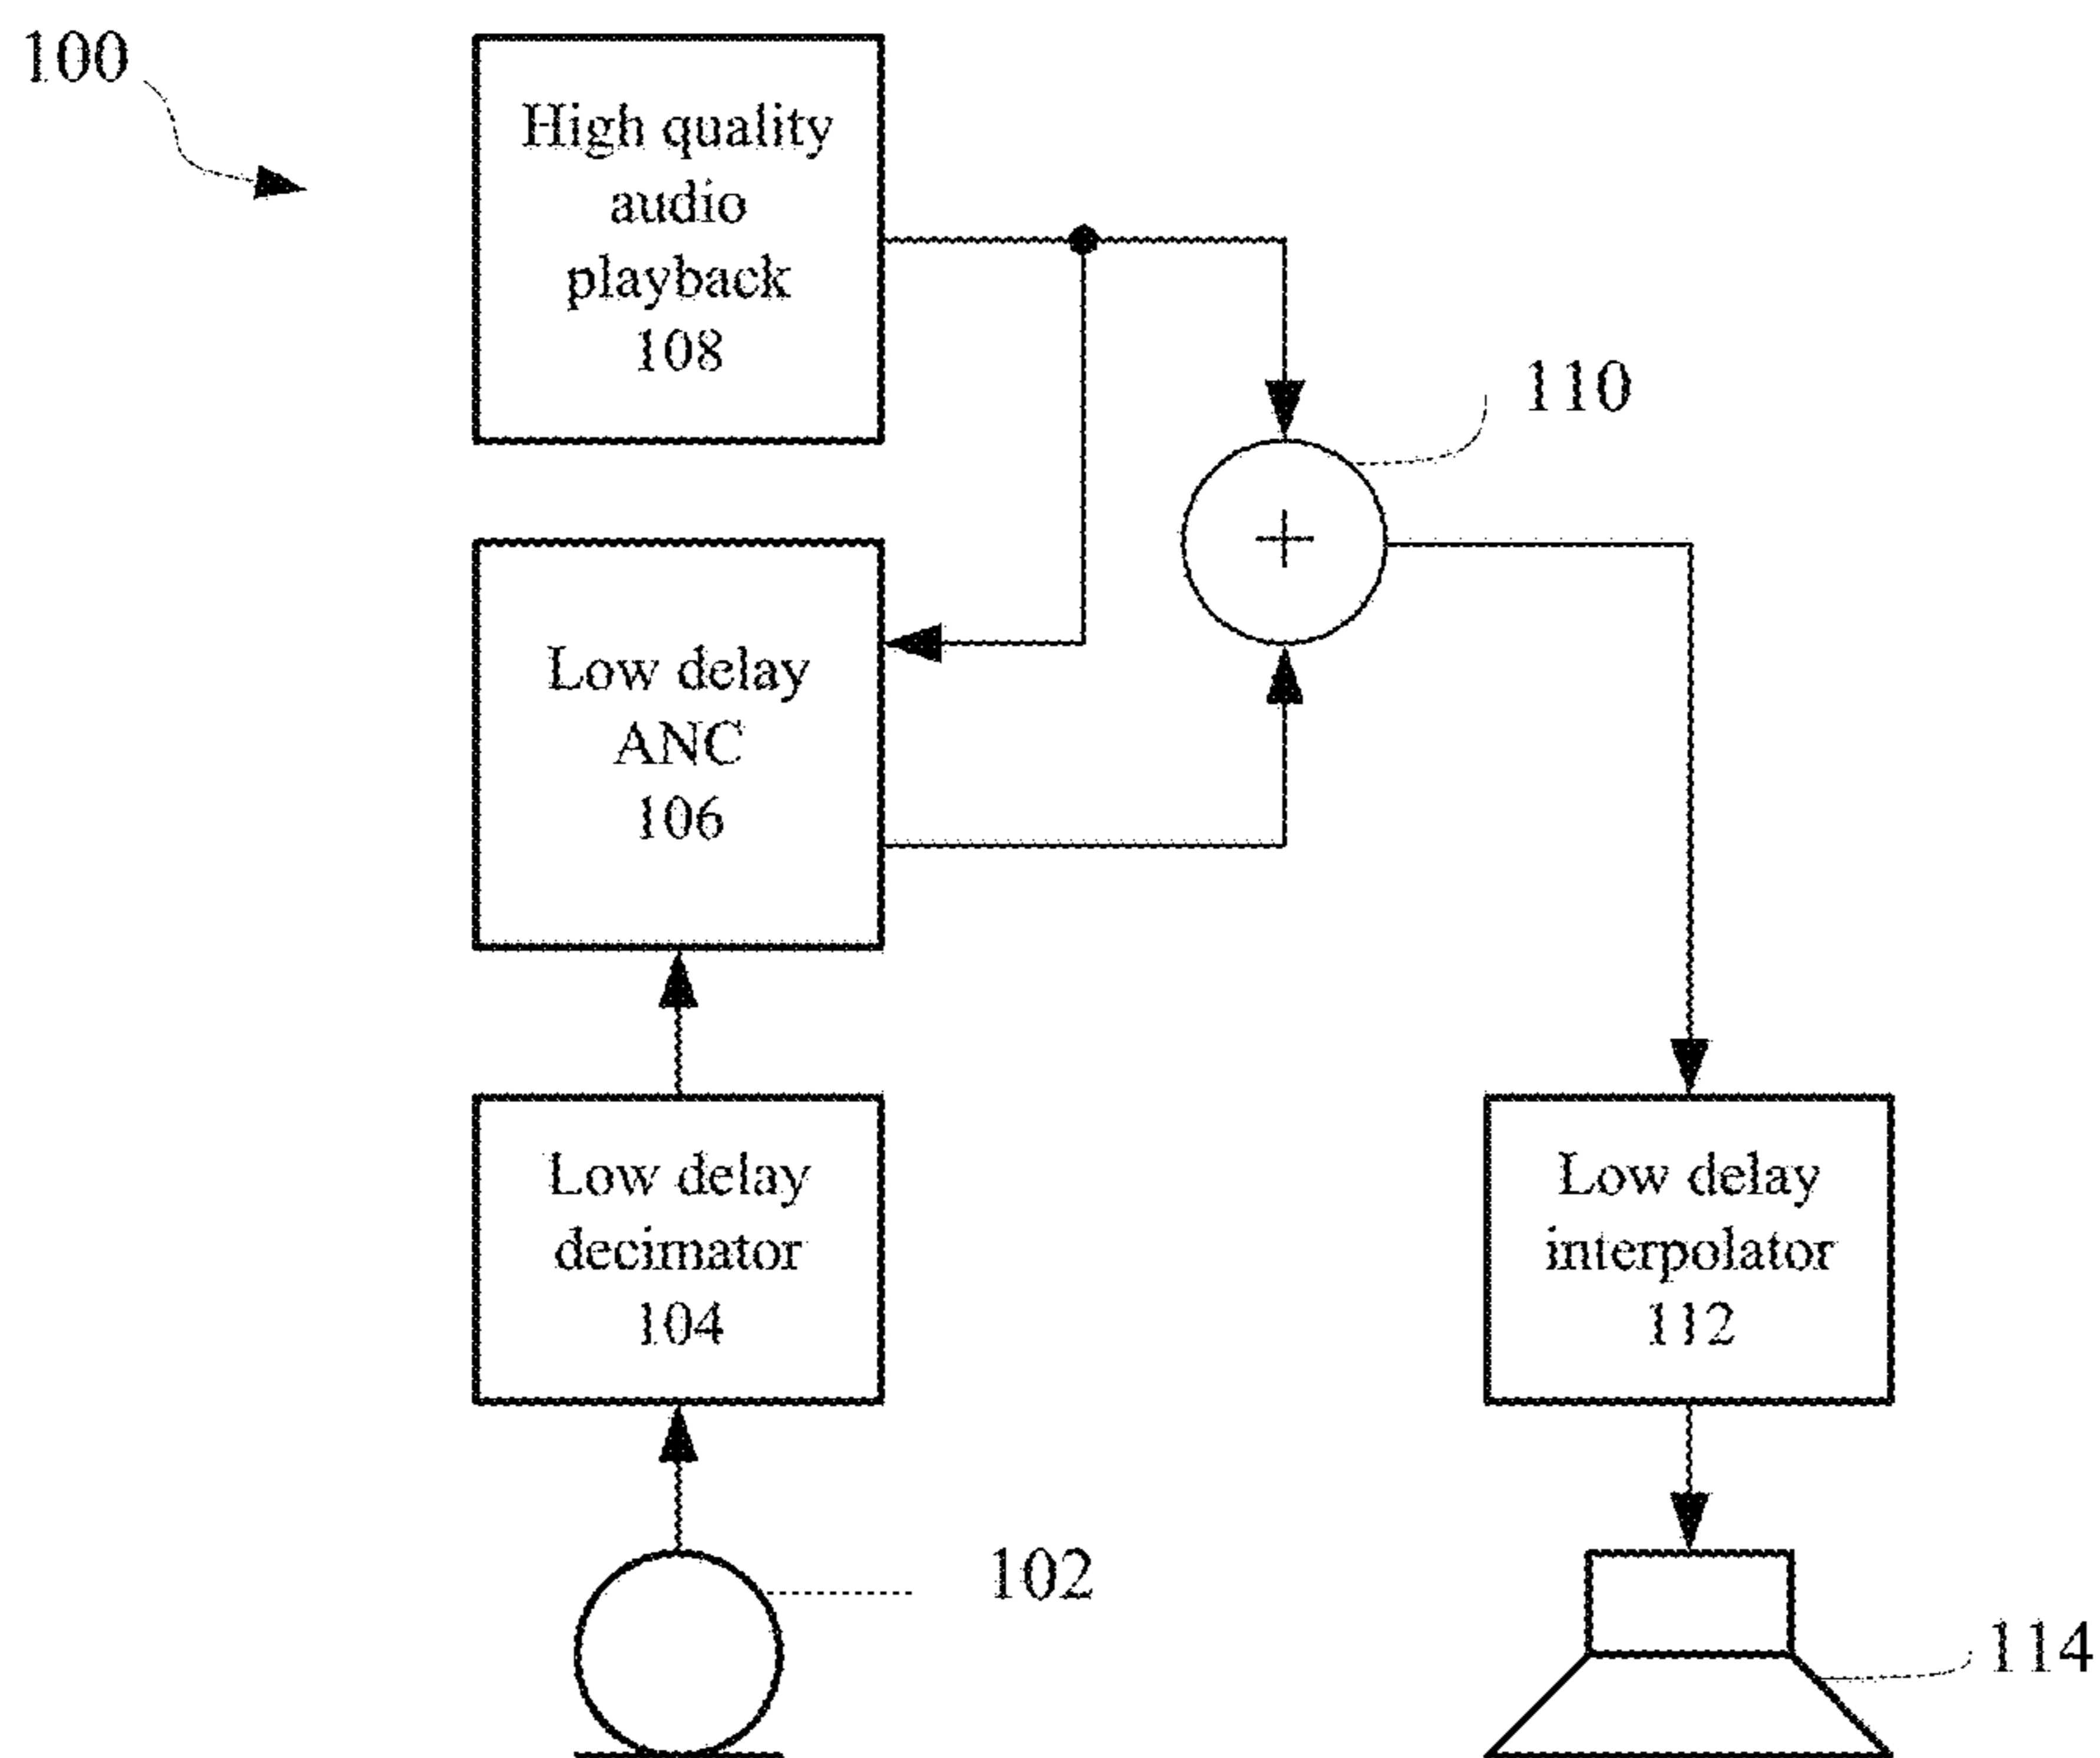 100
High quality
audio
playback
108
110
Low delay
ANC
106
Low delay
decimator
104
Low delay
interpolator
112
102
114